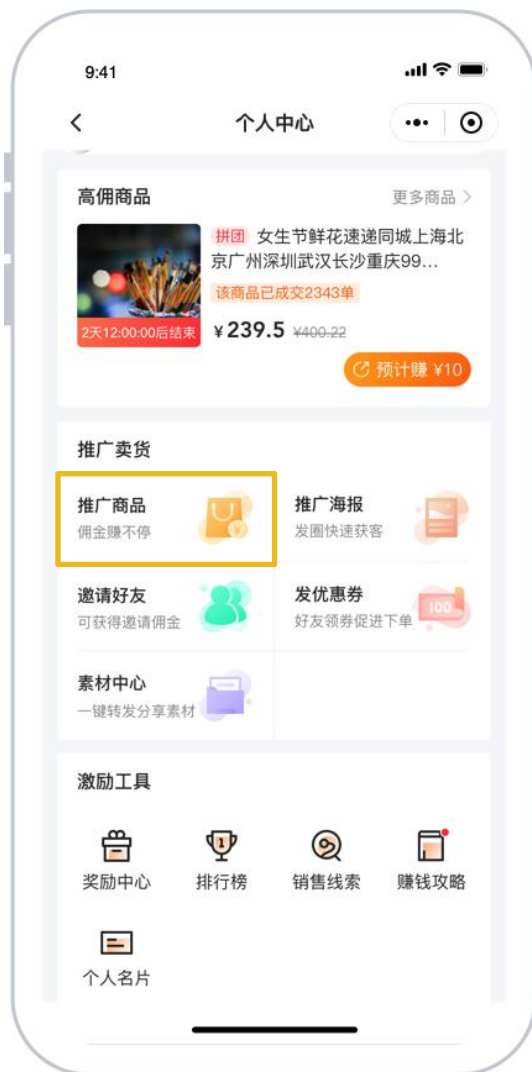 9:41
个人中心
高佣商品
更多商品
拼团 女生节鲜花速递同城上海北
京广州深圳武汉长沙重庆99...
该商品已成交2343单
2天12:00:00后结束
¥239.5 ¥400.22
预计赚 ¥10
推广卖货
推广商品
佣金赚不停
推广海报
发圈快速获客
邀请好友
可获得邀请佣金
发优惠券
好友领券促进下单
100
素材中心
一键转发分享素材
激励工具
1
奖励中心
排行榜
销售线索
赚钱攻略
个人名片